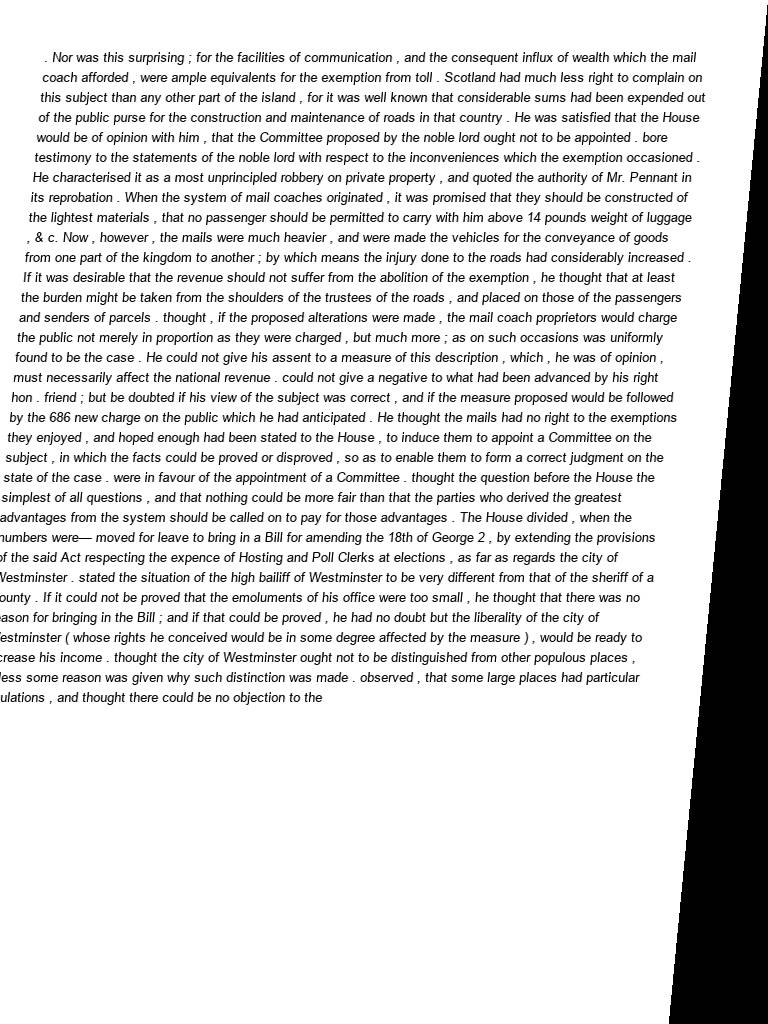 . Nor was this surprising ; for the facilities of communication , and the consequent influx of wealth which the mail
coach afforded , were ample equivalents for the exemption from toll . Scotland had much less right to complain on
this subject than any other part of the island , for it was well known that considerable sums had been expended out
of the public purse for the construction and maintenance of roads in that country . He was satisfied that the House
would be of opinion with him , that the Committee proposed by the noble lord ought not to be appointed . bore
testimony to the statements of the noble lord with respect to the inconveniences which the exemption occasioned .
He characterised it as a most unprincipled robbery on private property , and quoted the authority of Mr. Pennant in
its reprobation . When the system of mail coaches originated , it was promised that they should be constructed of
the lightest materials , that no passenger should be permitted to carry with him above 14 pounds weight of luggage
, & c. Now , however , the mails were much heavier , and were made the vehicles for the conveyance of goods
from one part of the kingdom to another ; by which means the injury done to the roads had considerably increased .
If it was desirable that the revenue should not suffer from the abolition of the exemption , he thought that at least
the burden might be taken from the shoulders of the trustees of the roads , and placed on those of the passengers
and senders of parcels . thought , if the proposed alterations were made , the mail coach proprietors would charge
the public not merely in proportion as they were charged , but much more ; as on such occasions was uniformly
found to be the case . He could not give his assent to a measure of this description , which , he was of opinion ,
must necessarily affect the national revenue . could not give a negative to what had been advanced by his right
hon . friend ; but be doubted if his view of the subject was correct , and if the measure proposed would be followed
by the 686 new charge on the public which he had anticipated . He thought the mails had no right to the exemptions
they enjoyed , and hoped enough had been stated to the House , to induce them to appoint a Committee on the
subject , in which the facts could be proved or disproved , so as to enable them to form a correct judgment on the
state of the case . were in favour of the appointment of a Committee . thought the question before the House the
simplest of all questions , and that nothing could be more fair than that the parties who derived the greatest
advantages from the system should be called on to pay for those advantages . The House divided , when the
numbers were— moved for leave to bring in a Bill for amending the 18th of George 2 , by extending the provisions
of the said Act respecting the expence of Hosting and Poll Clerks at elections , as far as regards the city of
Westminster . stated the situation of the high bailiff of Westminster to be very different from that of the sheriff of a
ounty . If it could not be proved that the emoluments of his office were too small , he thought that there was no
eason for bringing in the Bill ; and if that could be proved , he had no doubt but the liberality of the city of
estminster ( whose rights he conceived would be in some degree affected by the measure ) , would be ready to
crease his income . thought the city of Westminster ought not to be distinguished from other populous places ,
less some reason was given why such distinction was made . observed , that some large places had particular
ulations , and thought there could be no objection to the